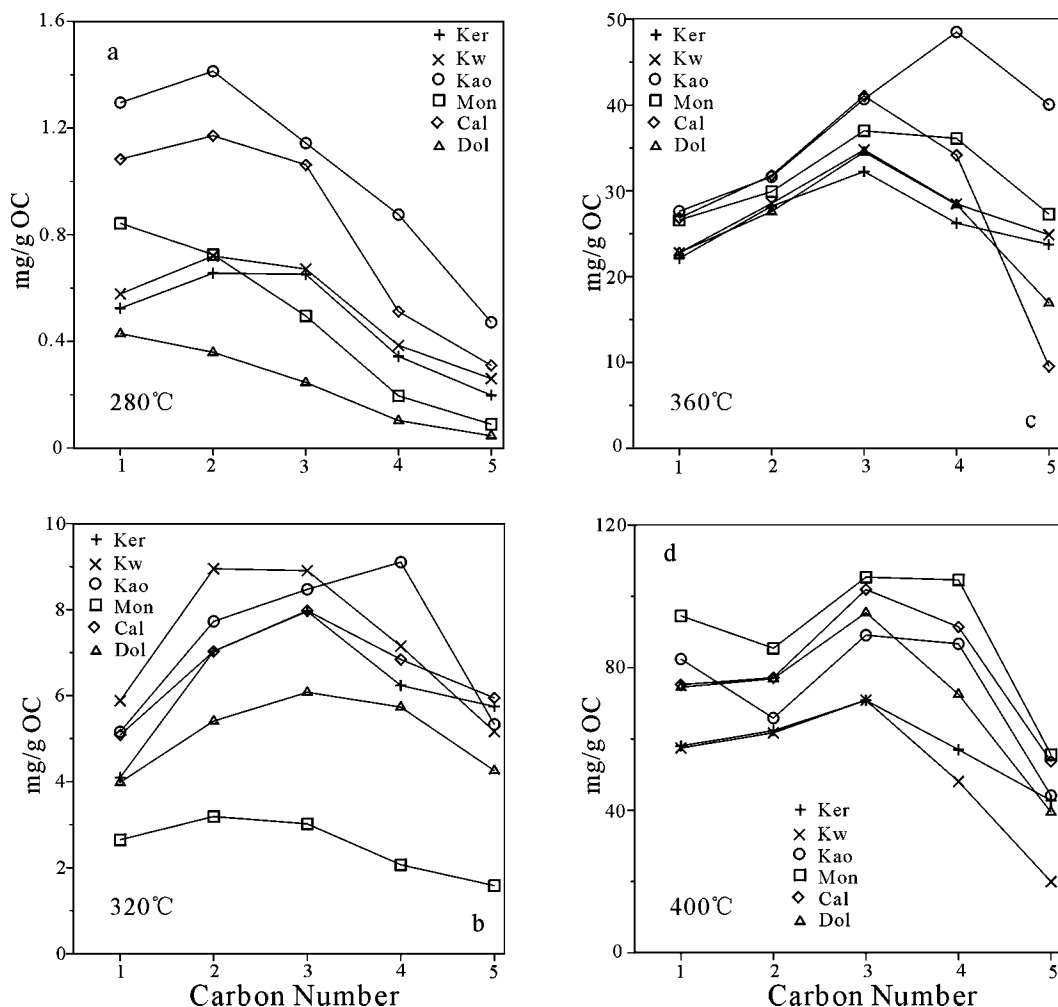 1.6
1.2
0.8
0.4
0
mg/g OC
a
Ker
Kw
Kao
Mon
Cal
Dol
280℃
1 2 3 4 5
50
40
30
20
10
0
mg/g OC
Ker
Kw
Kao
Mon
Cal
Dol
360℃
c
1 2 3 4 5
10
8
6
4
2
0
mg/g OC
Ker
Kw
Kao
Mon
Cal
Dol
320℃
b
1 2 3 4 5
Carbon Number
120
80
40
0
mg/g OC
d
Ker
Kw
Kao
Mon
Cal
Dol
400℃
1 2 3 4 5
Carbon Number